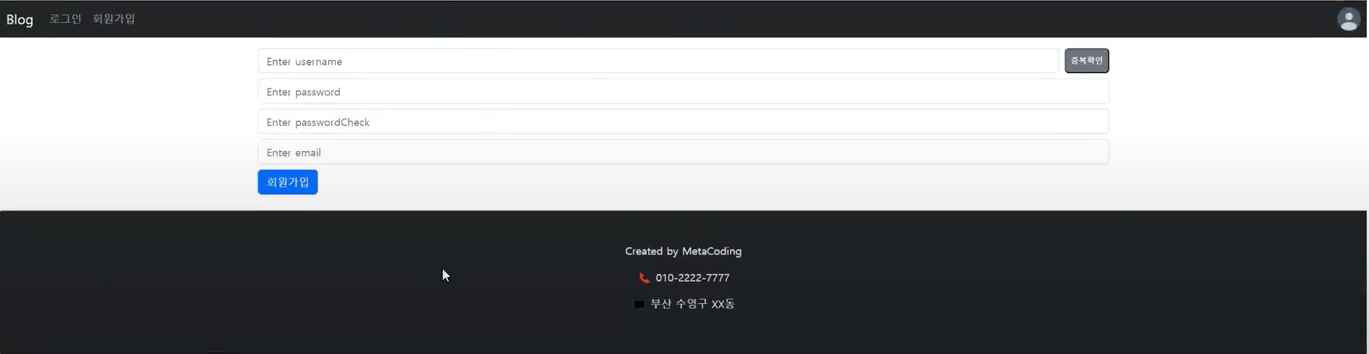 Blog 로그인 회원가입
Enter username 중복확인
Enter password
Enter passwordCheck
Enter email
회원가입
Created by MetaCoding
010-2222-7777
부산 수영구 XX동